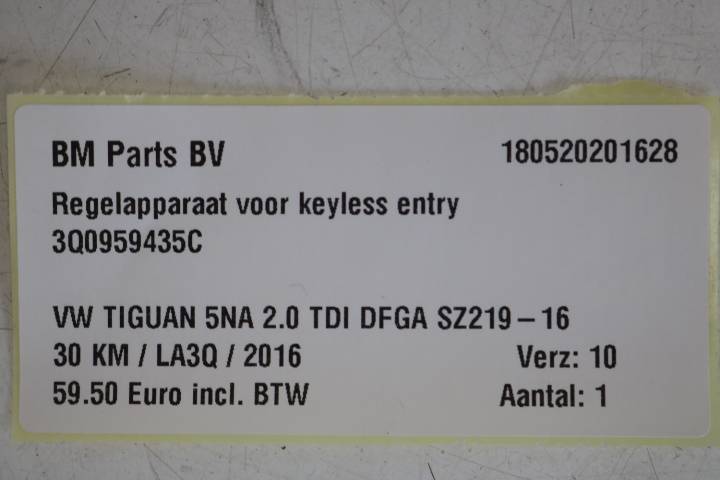 BM Parts BV 180520201628
Regelapparaat voor keyless entry
3Q0959435C
VW TIGUAN 5NA 2.0 TDI DFGA SZ219-16
30 KM / LA3Q / 2016 Verz: 10
59.50 Euro incl. BTW Aantal: 1